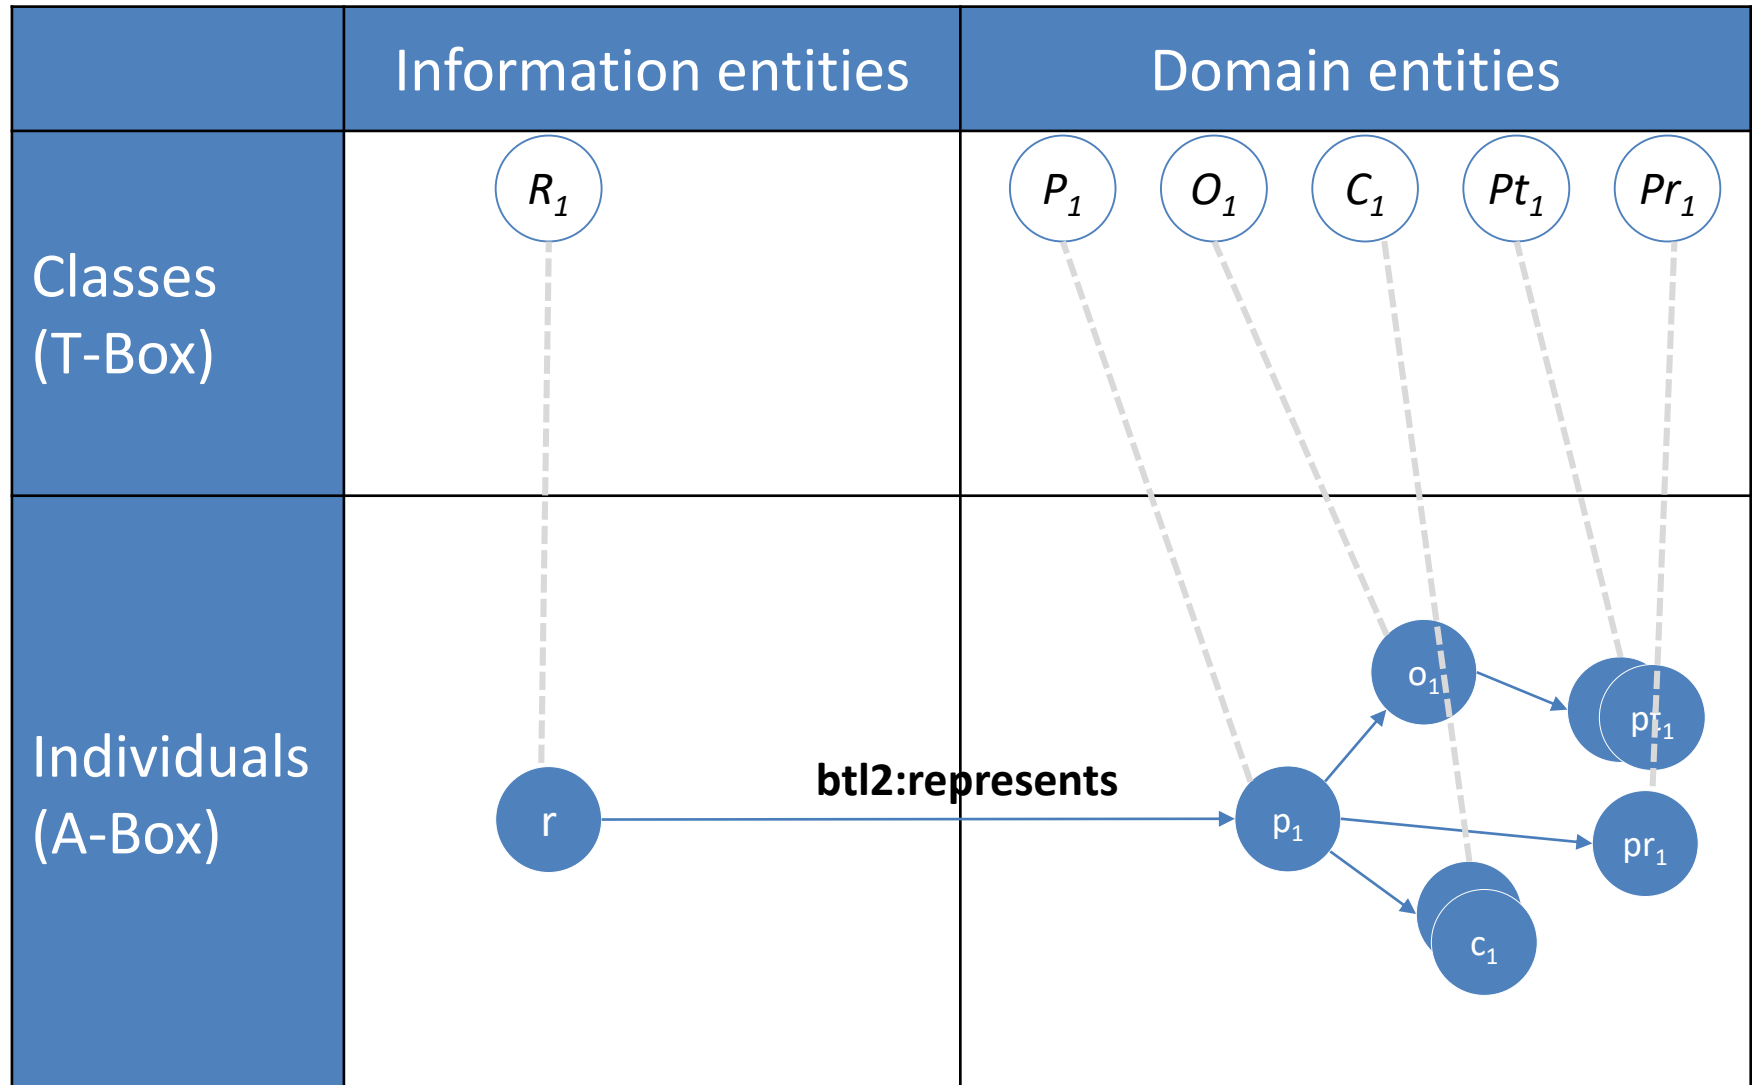 Information entities
Domain entities
Classes
(T-Box)
R1
P1
O1
C1
Pt1
Pr1
Individuals
(A-Box)
r
btl2:represents
p1
o1
pt1
pr1
c1